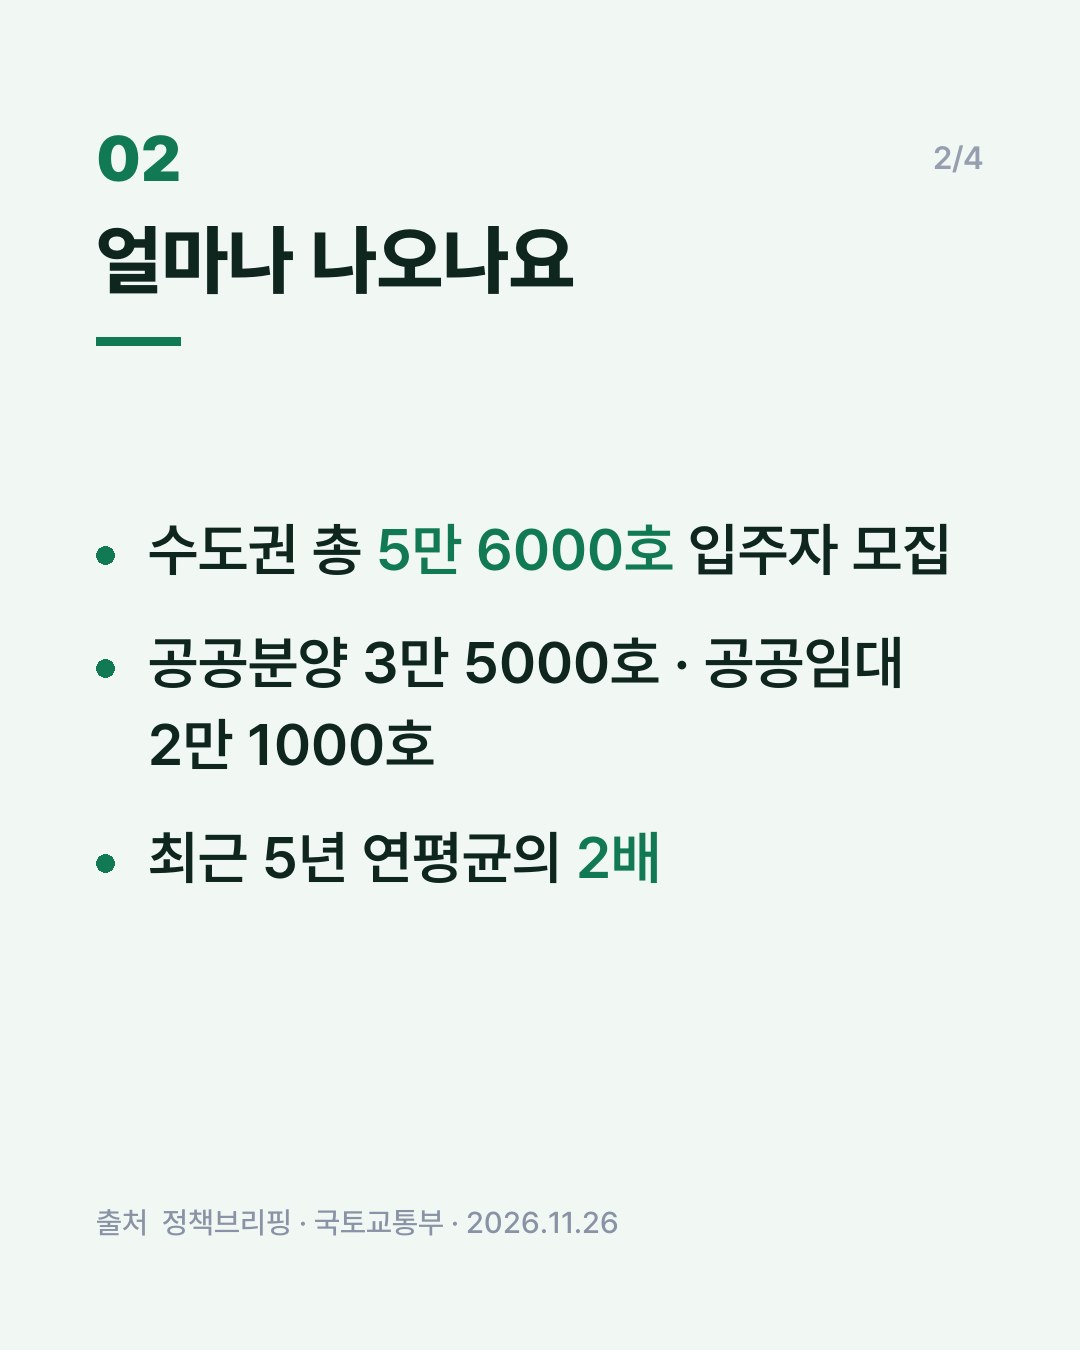 02
2/4
얼마나 나오나요
수도권 총 5만 6000호 입주자 모집
공공분양 3만 5000호 · 공공임대
2만 1000호
최근 5년 연평균의 2배
출처 정책브리핑 · 국토교통부 · 2026.11.26